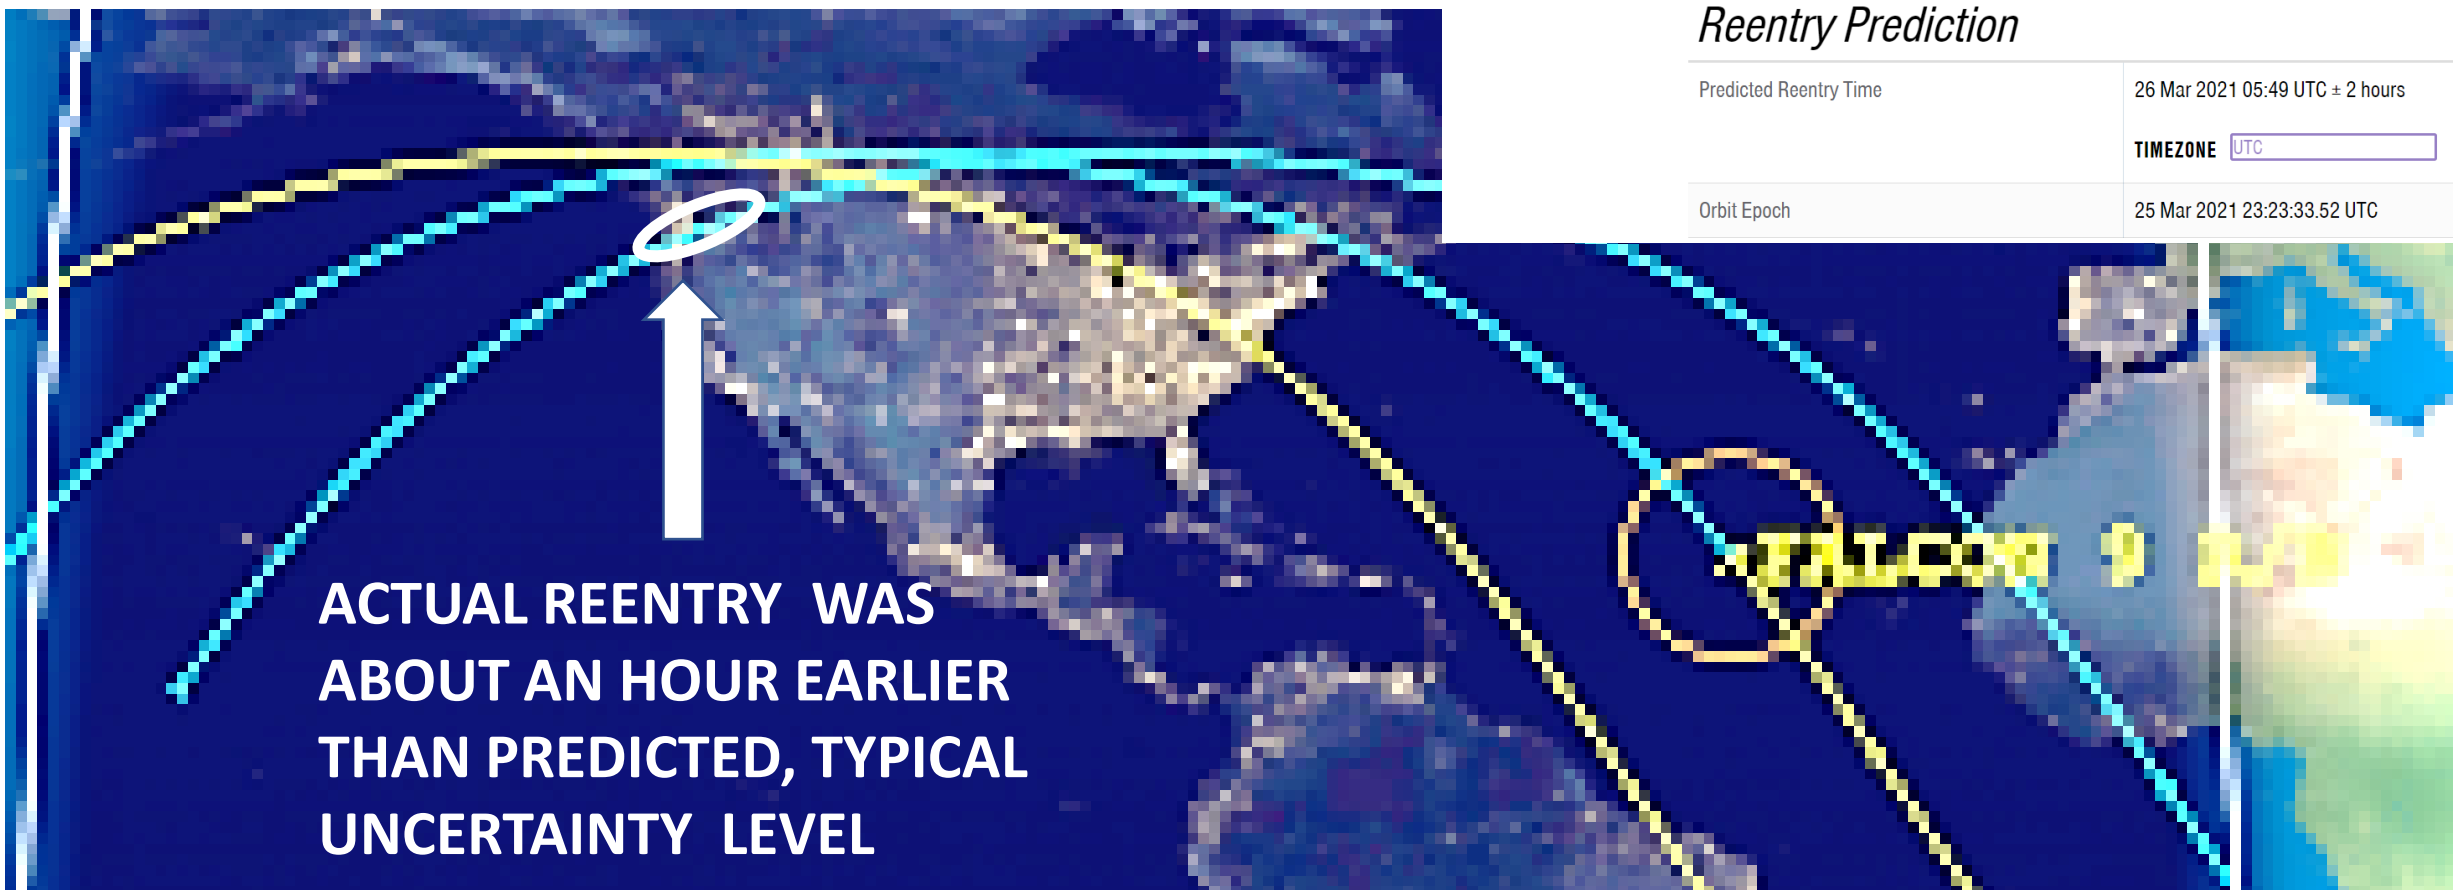 Reentry Prediction
Predicted Reentry Time
26 Mar 2021 05:49 UTC ± 2 hours
TIMEZONE UTC
Orbit Epoch
25 Mar 2021 23:23:33.52 UTC
FALCON 9
ACTUAL REENTRY WAS
ABOUT AN HOUR EARLIER
THAN PREDICTED, TYPICAL
UNCERTAINTY LEVEL